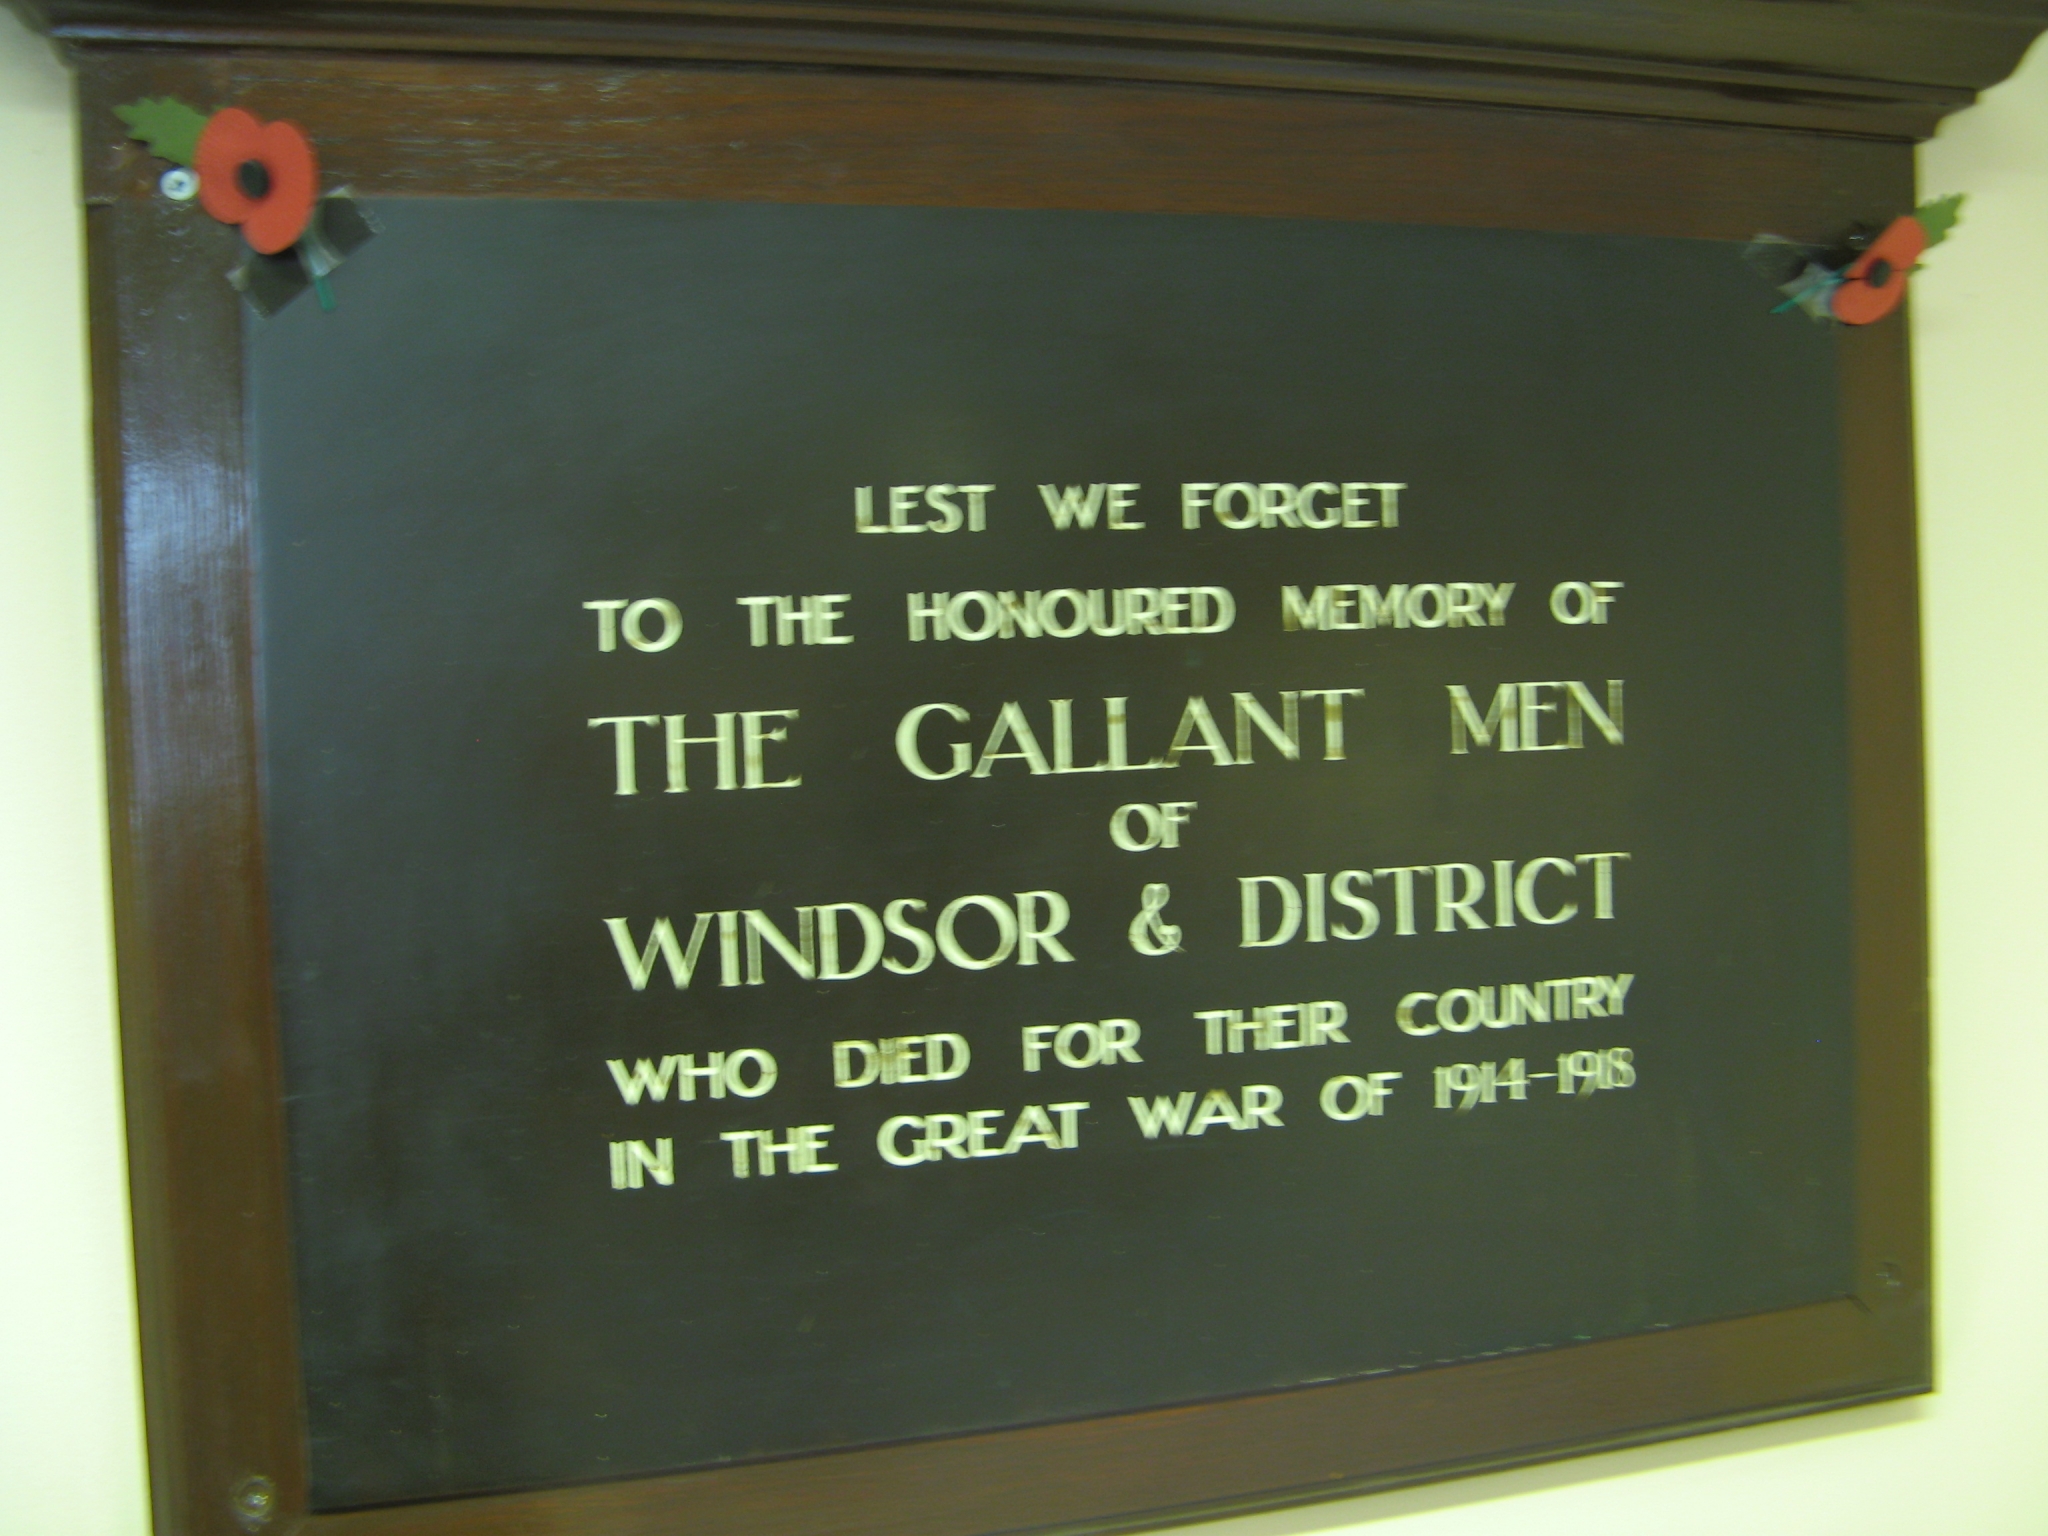 LEST WE FORGET
TO THE HONOURED MEMORY OF
THE GALLANT MEN
OF
WINDSOR & DISTRICT
WHO DIED FOR THEIR COUNTRY
IN THE GREAT WAR OF 1914-1918